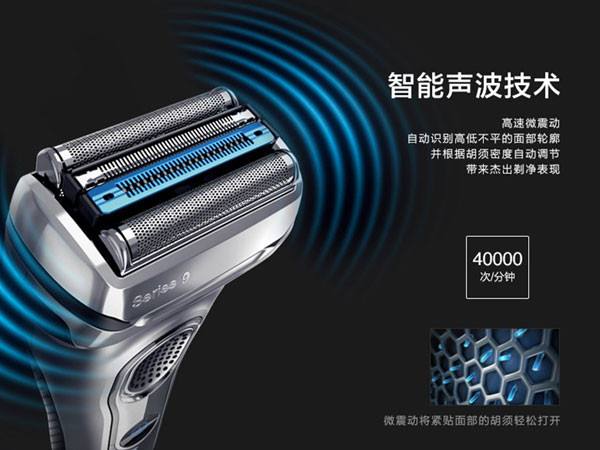 智能声波技术
高速微震动
自动识别高低不平的面部轮廓
并根据胡须密度自动调节
带来杰出剃净表现
40000
次/分钟
Series 9
微震动将紧贴面部的胡须轻松打开